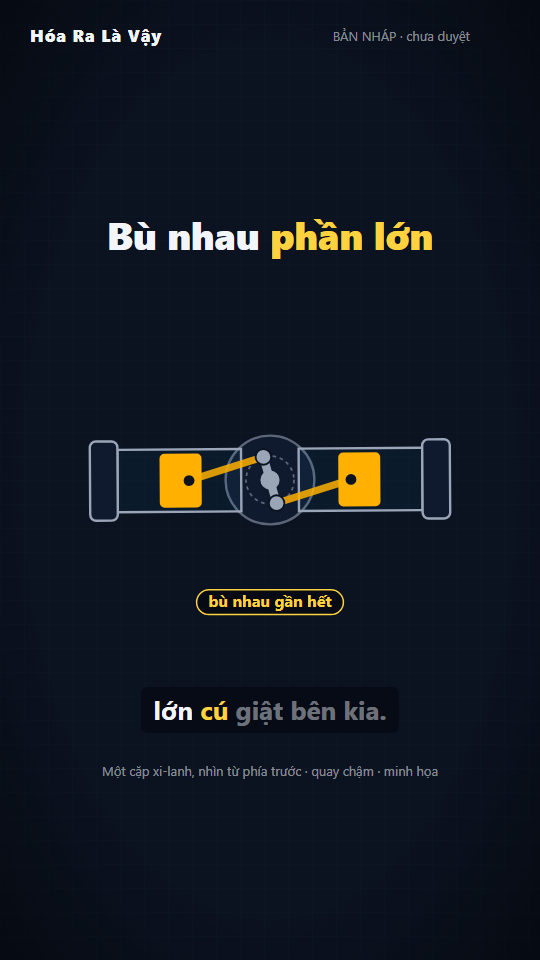 Hóa Ra Là Vậy
BẢN NHÁP · chưa duyệt
Bù nhau phần lớn
bù nhau gần hết
lớn cú giật bên kia.
Một cặp xi-lanh, nhìn từ phía trước · quay chậm · minh họa